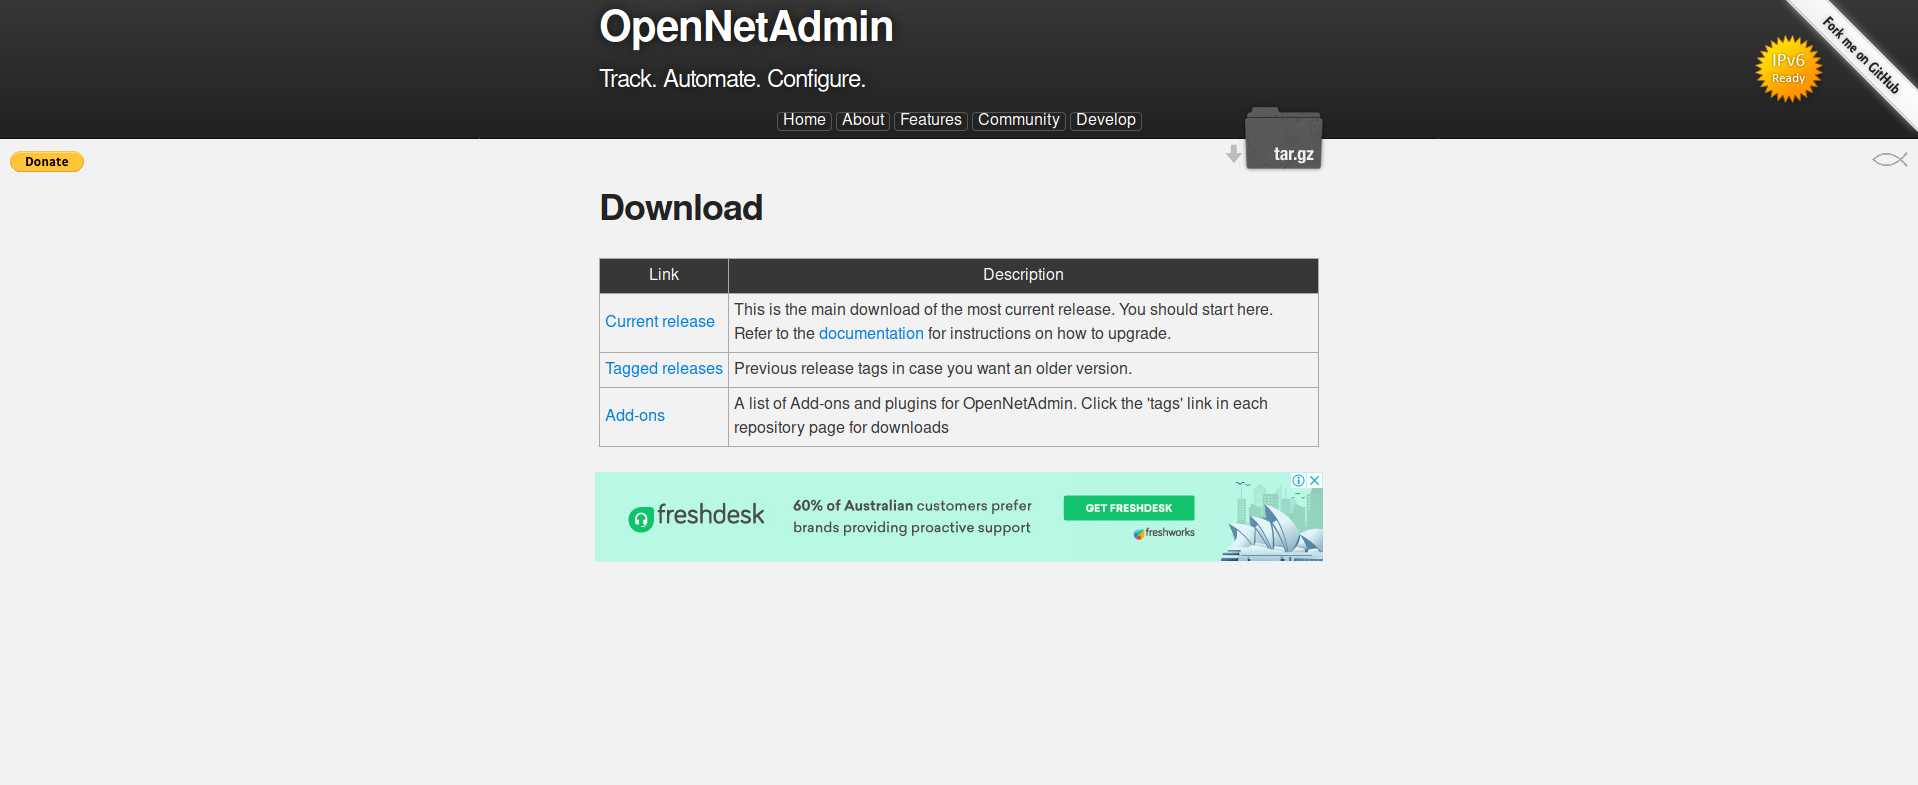 OpenNetAdmin
Track. Automate. Configure.
Fork me on GitHub
IPv6
Ready
Home About Features Community Develop
tar.gz
Donate
Download
Link Description
Current release
This is the main download of the most current release. You should start here.
Refer to the documentation for instructions on how to upgrade.
Tagged releases Previous release tags in case you want an older version.
Add-ons
A list of Add-ons and plugins for OpenNetAdmin. Click the 'tags' link in each
repository page for downloads
freshdesk
60% of Australian customers prefer
brands providing proactive support
GET FRESHDESK
freshworks